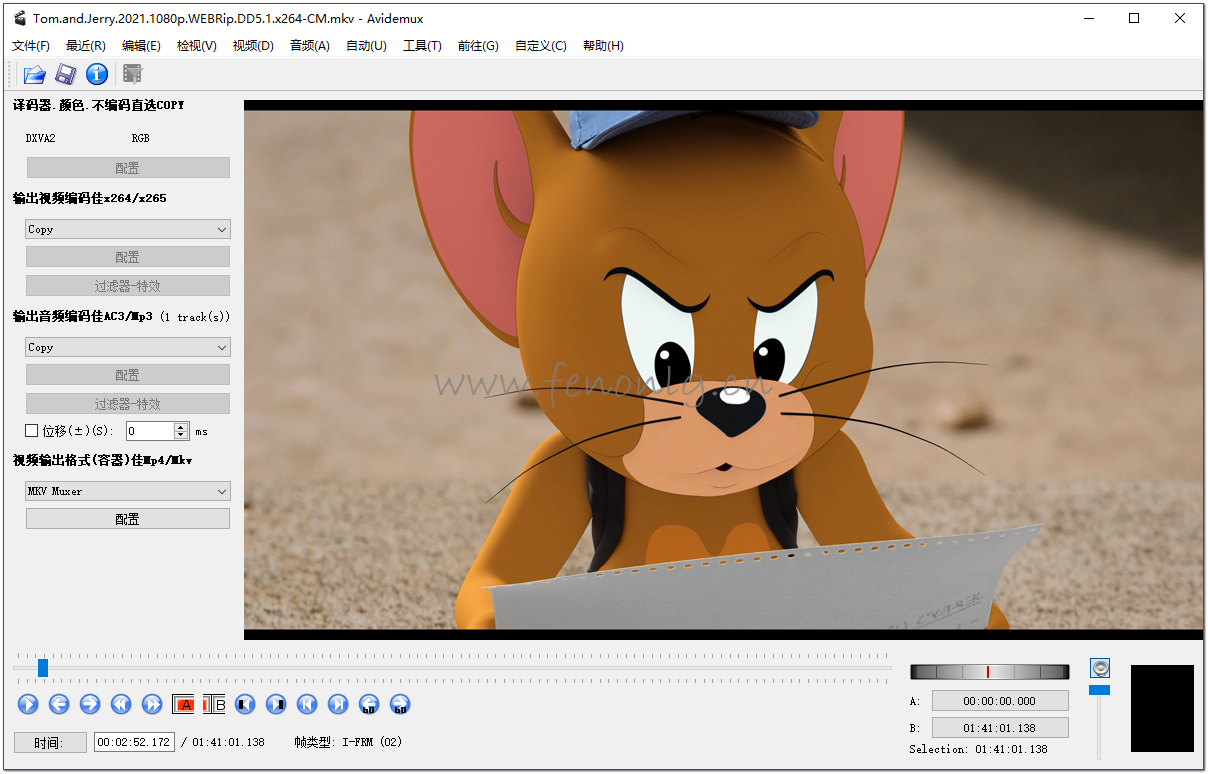 Tom.and.Jerry.2021.1080p.WEBRip.DD5.1.x264-CM.mkv - Avidemux
文件(F) 最近(R) 编辑(E) 检视(V) 视频(D) 音频(A) 自动(U) 工具(T) 前往(G) 自定义(C) 帮助(H)
译码器.颜色.不编码直选COPY
DXVA2 RGB
配置
输出视频编码佳x264/x265
Copy
配置
过滤器-特效
输出音频编码佳AC3/Mp3 (1 track(s))
Copy
配置
过滤器-特效
位移(±)(S): 0 ms
视频输出格式(容器)佳Mp4/Mkv
MKV Muxer
配置
www.fenonlg.en
A B
60 60
A: 00:00:00.000
B: 01:41:01.138
Selection: 01:41:01.138
时间: 00:02:52.172 / 01:41:01.138 帧类型: I-FRM (02)